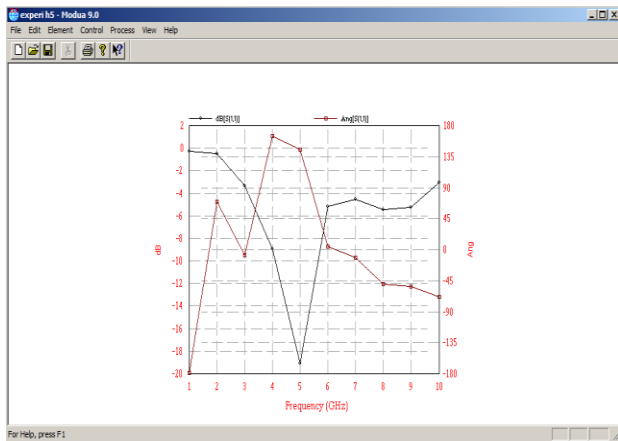 experi h5 - Modua 9.0
File Edit Element Control Process View Help
dB[S(1,1)] Ang[S(1,1)]
2 180
0
135
-2
-4 90
-6 45
-8
0
-10
-12 -45
-14 -90
-16
-135
-18
-20 -180
dB
Ang
1 2 3 4 5 6 7 8 9 10
Frequency (GHz)
For Help, press F1